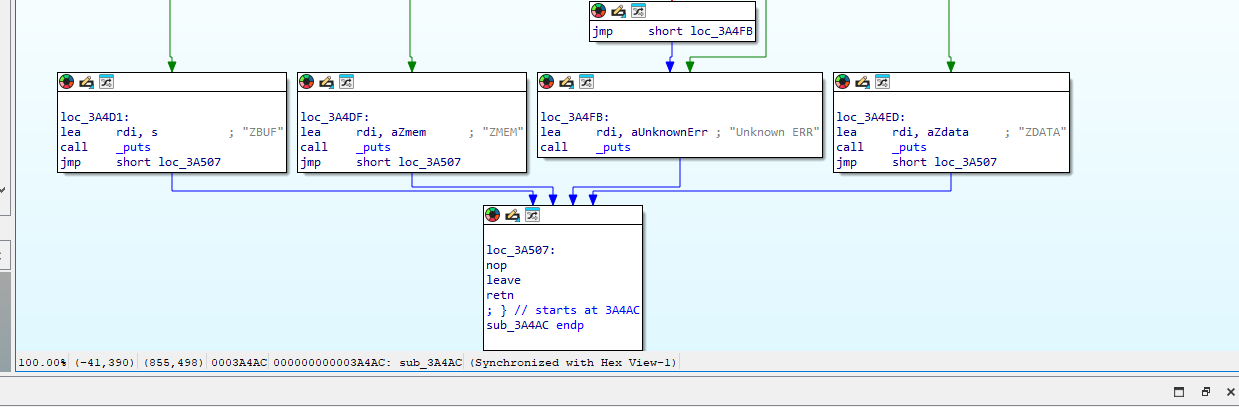 jmp     short loc_3A4FB
loc_3A4D1:
lea     rdi, s          ; "ZBUF"
call    _puts
jmp     short loc_3A507
loc_3A4DF:
lea     rdi, aZmem      ; "ZMEM"
call    _puts
jmp     short loc_3A507
loc_3A4FB:
lea     rdi, aUnknownErr ; "Unknown ERR"
call    _puts
loc_3A4ED:
lea     rdi, aZdata     ; "ZDATA"
call    _puts
jmp     short loc_3A507
loc_3A507:
nop
leave
retn
; } // starts at 3A4AC
sub_3A4AC endp
100.00% (-41,390) (855,498) 0003A4AC 000000000003A4AC: sub_3A4AC (Synchronized with Hex View-1)